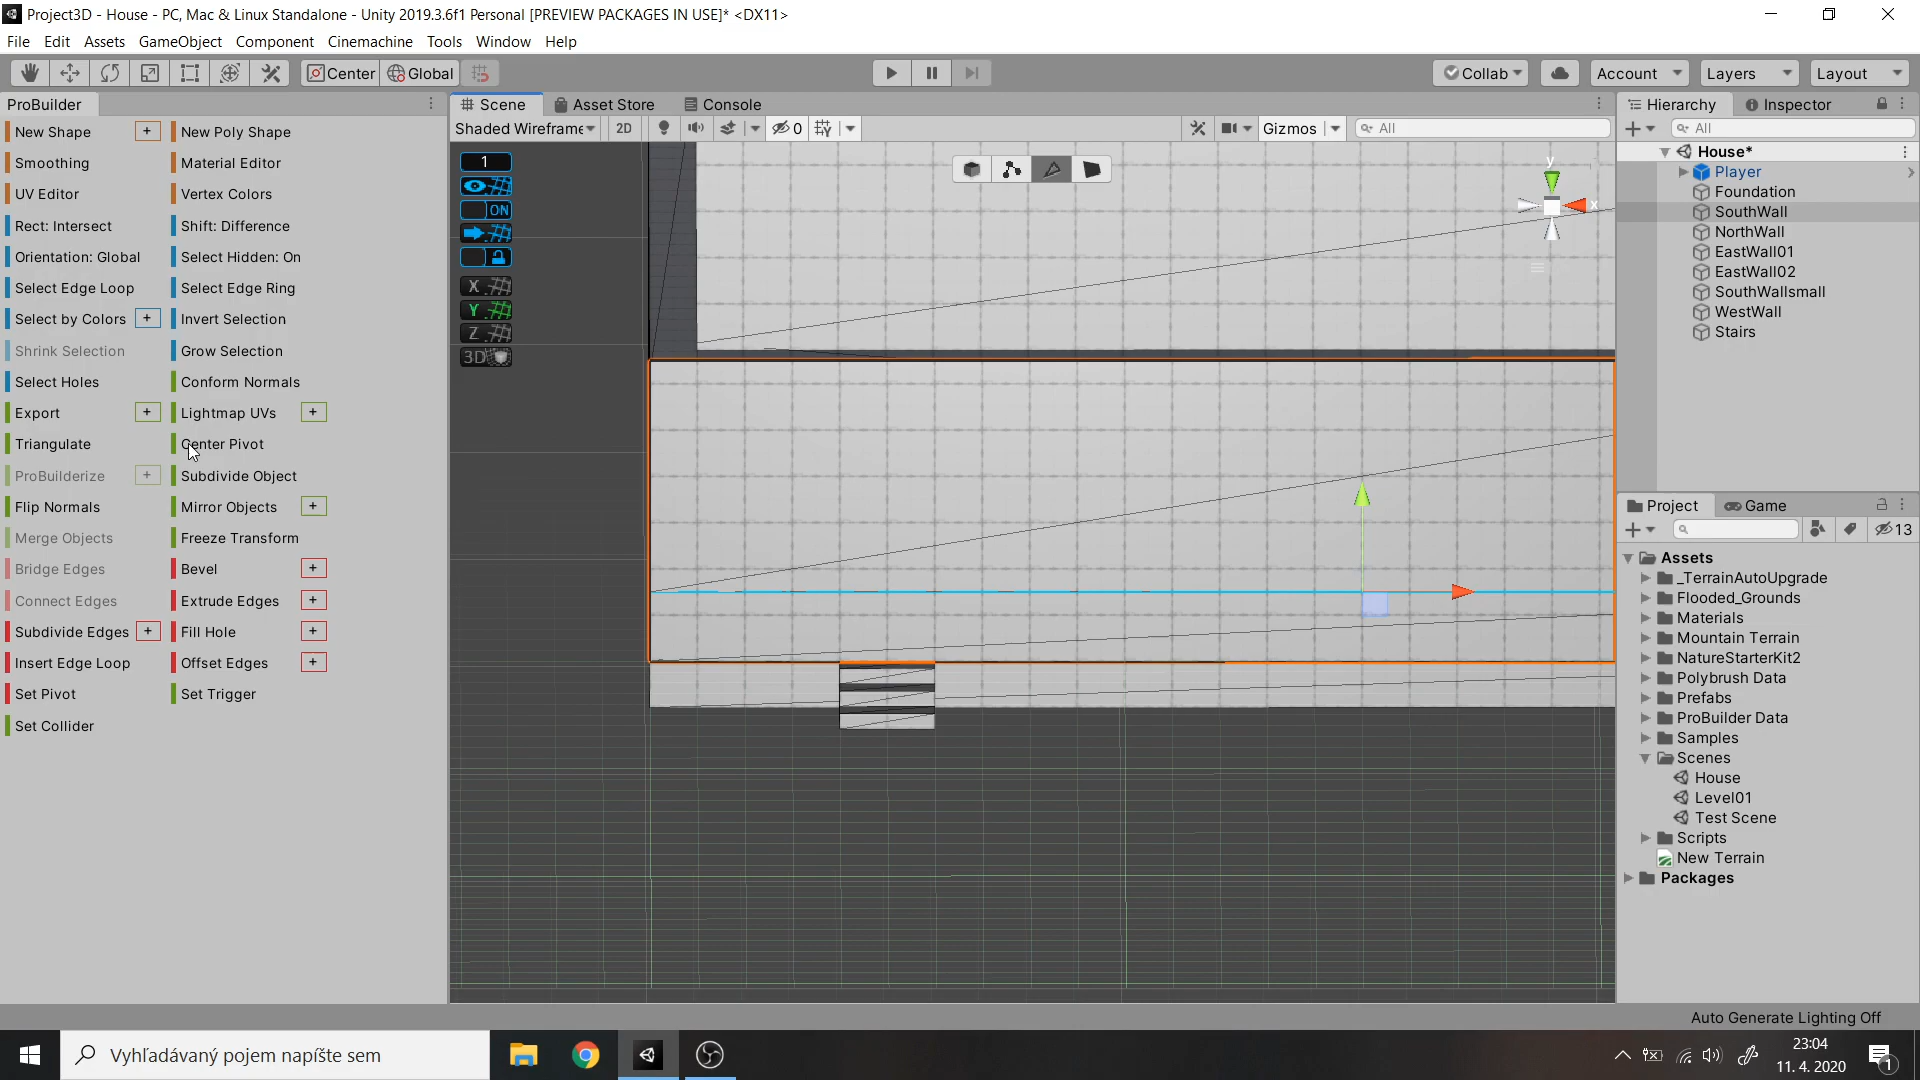 Project3D - House - PC, Mac & Linux Standalone - Unity 2019.3.6f1 Personal [PREVIEW PACKAGES IN USE]* <DX11>
File Edit Assets GameObject Component Cinemachine Tools Window Help
Center Global Collab Account Layers Layout
ProBuilder
New Shape + New Poly Shape
Smoothing Material Editor
UV Editor Vertex Colors
Rect: Intersect Shift: Difference
Orientation: Global Select Hidden: On
Select Edge Loop Select Edge Ring
Select by Colors + Invert Selection
Shrink Selection Grow Selection
Select Holes Conform Normals
Export + Lightmap UVs +
Triangulate Center Pivot
ProBuilderize + Subdivide Object
Flip Normals Mirror Objects +
Merge Objects Freeze Transform
Bridge Edges Bevel +
Connect Edges Extrude Edges +
Subdivide Edges + Fill Hole +
Insert Edge Loop Offset Edges +
Set Pivot Set Trigger
Set Collider
Scene Asset Store Console
Shaded Wireframe 2D 0 Gizmos All
1
ON
X
Y
Z
3D
y
x
Hierarchy Inspector
All
House*
Player
Foundation
SouthWall
NorthWall
EastWall01
EastWall02
SouthWallsmall
WestWall
Stairs
Project Game
13
Assets
_TerrainAutoUpgrade
Flooded_Grounds
Materials
Mountain Terrain
NatureStarterKit2
Polybrush Data
Prefabs
ProBuilder Data
Samples
Scenes
House
Level01
Test Scene
Scripts
New Terrain
Packages
Auto Generate Lighting Off
Vyhľadávaný pojem napíšte sem
23:04
11. 4. 2020
1